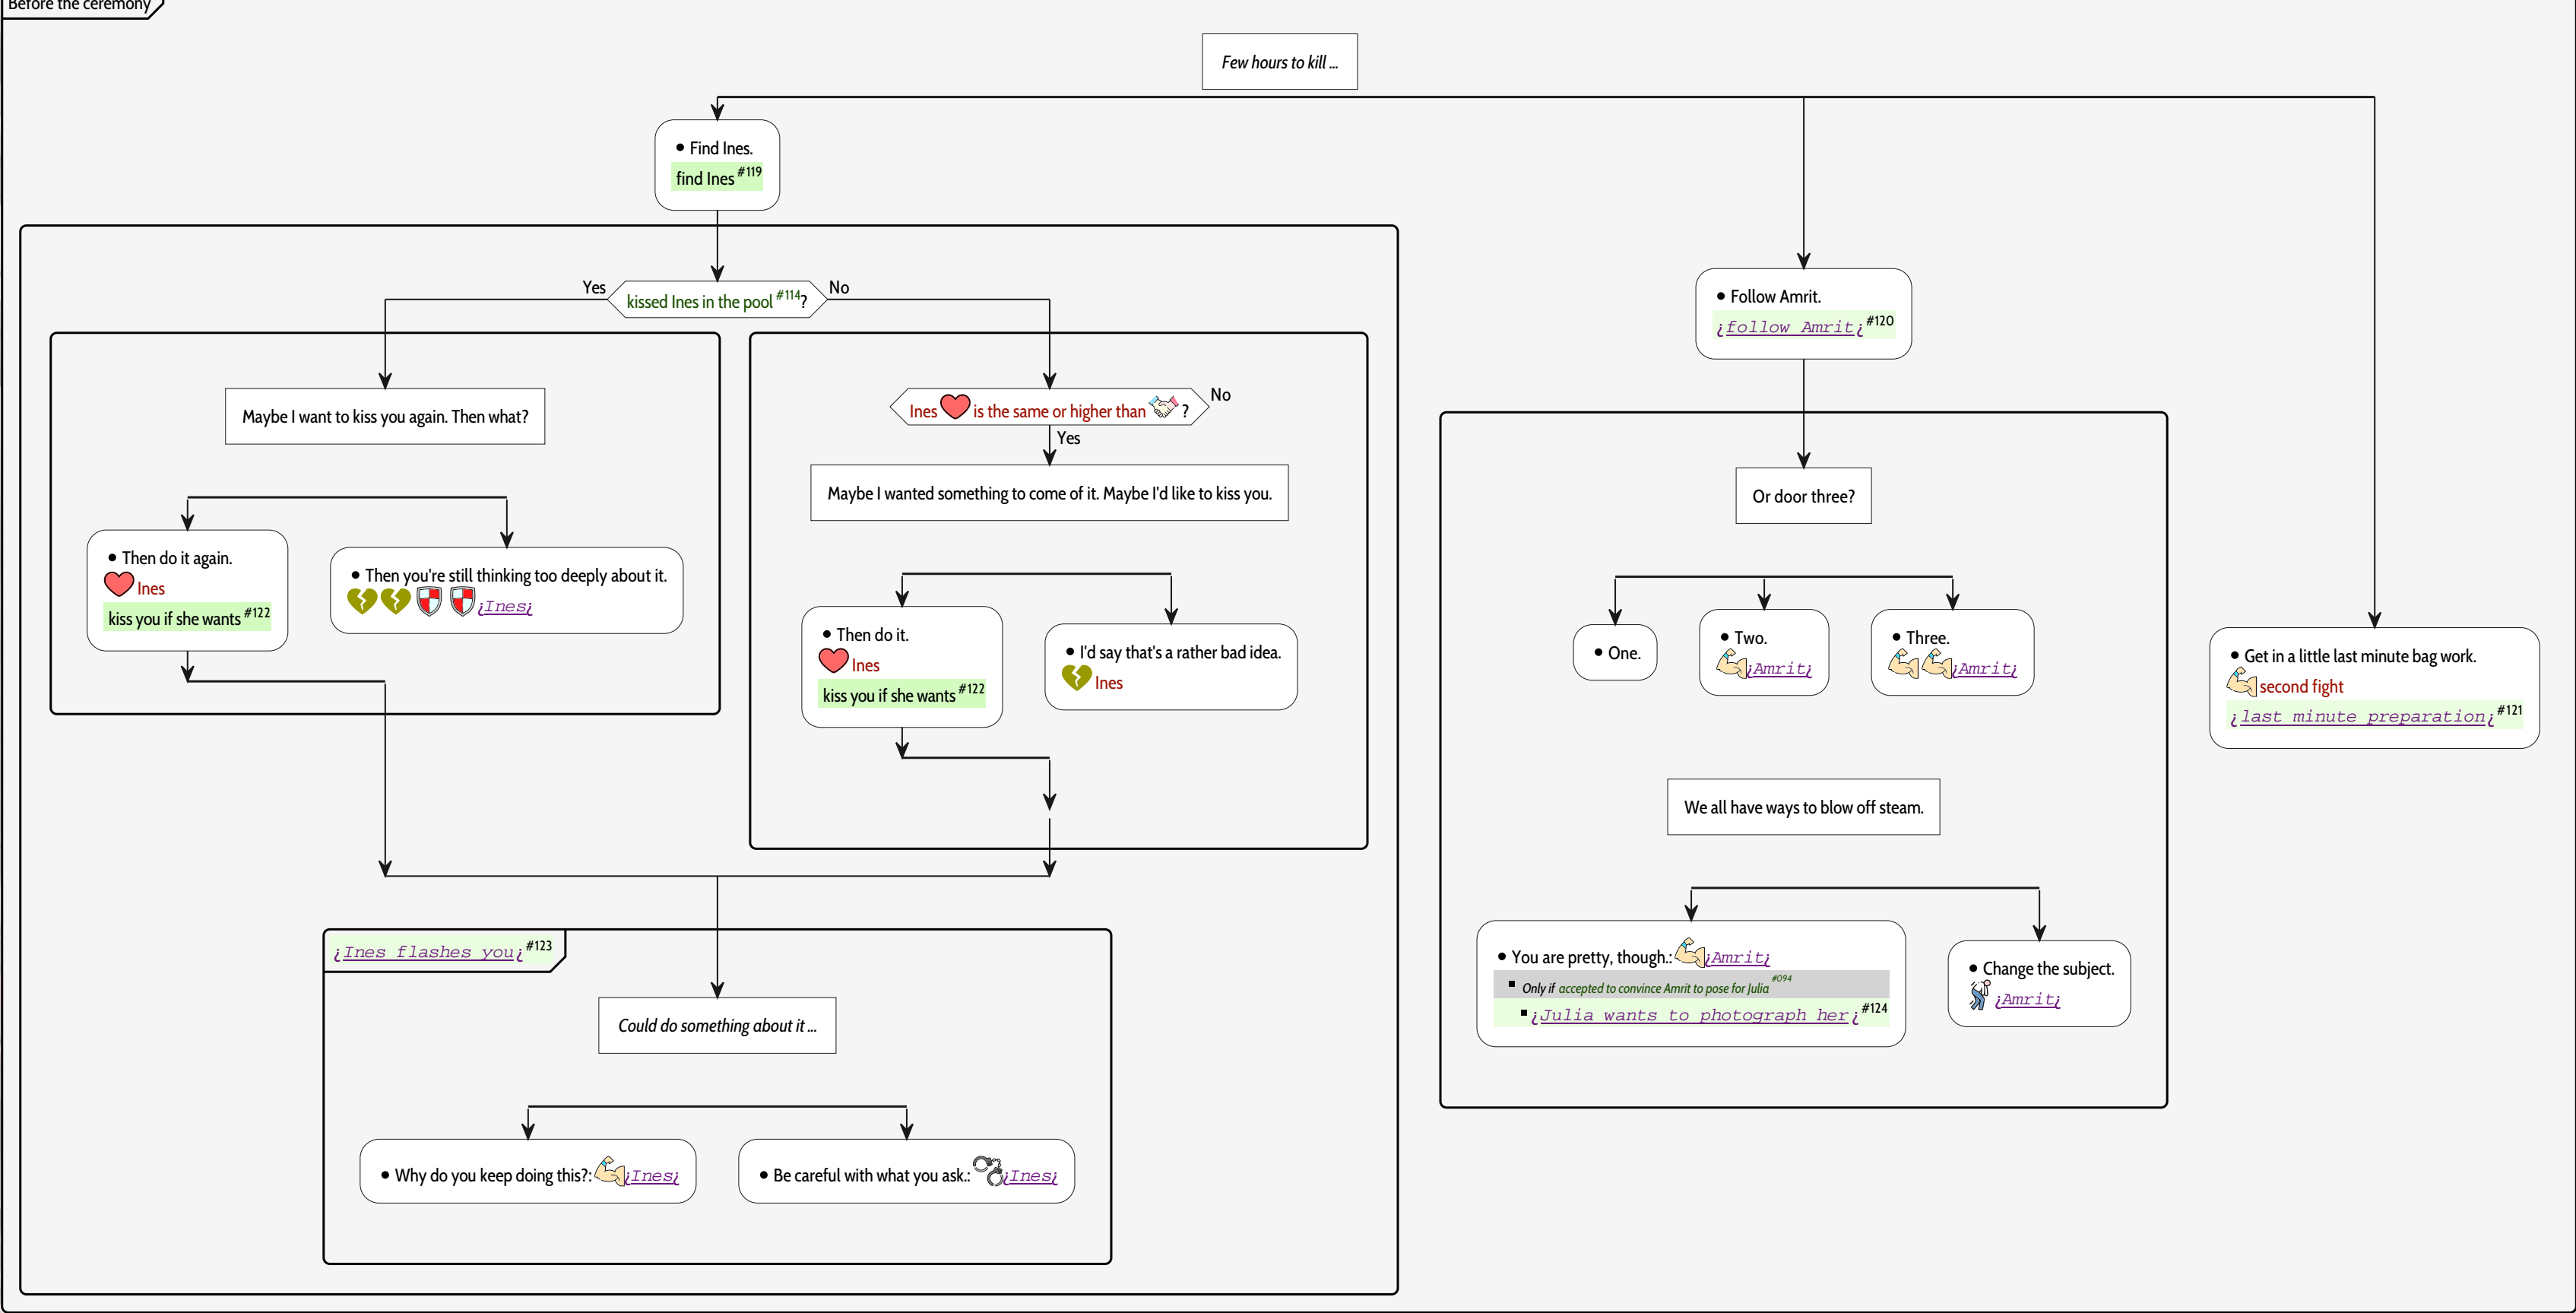 Before the ceremony
Few hours to kill ...
• Find Ines.
find Ines #119
Yes
kissed Ines in the pool #114?
No
Maybe I want to kiss you again. Then what?
• Then do it again.
Ines
kiss you if she wants #122
• Then you're still thinking too deeply about it.
¿Ines¿
Ines is the same or higher than ?
No
Yes
Maybe I wanted something to come of it. Maybe I'd like to kiss you.
• Then do it.
Ines
kiss you if she wants #122
• I'd say that's a rather bad idea.
Ines
¿Ines flashes you¿ #123
Could do something about it ...
• Why do you keep doing this?: ¿Ines¿
• Be careful with what you ask.: ¿Ines¿
• Follow Amrit.
¿follow Amrit¿ #120
Or door three?
• One.
• Two.
¿Amrit¿
• Three.
¿Amrit¿
We all have ways to blow off steam.
• You are pretty, though.: ¿Amrit¿
▪ Only if accepted to convince Amrit to pose for Julia #094
▪ ¿Julia wants to photograph her¿ #124
• Change the subject.
¿Amrit¿
• Get in a little last minute bag work.
second fight
¿last minute preparation¿ #121